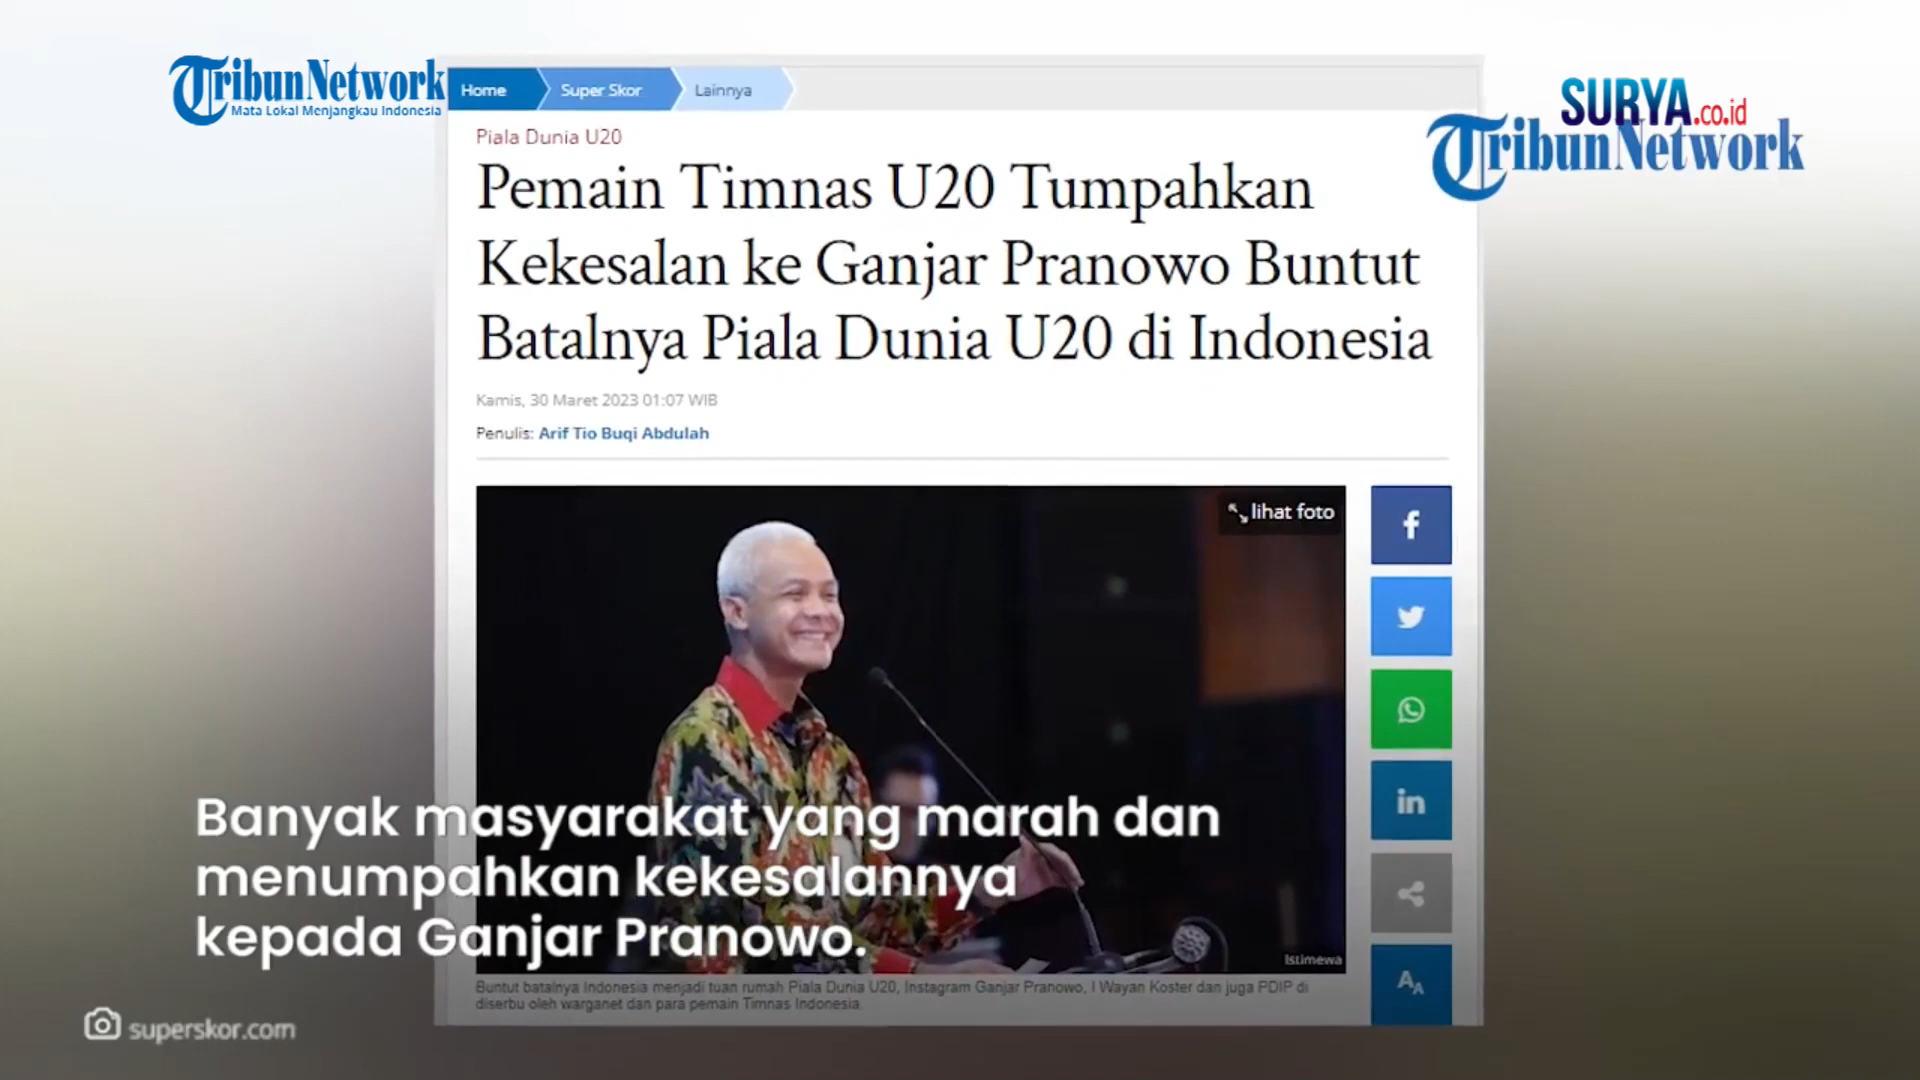 TribunNetwork
Mata Lokal Menjangkau Indonesia
Home
Super Skor
Lainnya
SURYA.co.id
TribunNetwork
Piala Dunia U20
Pemain Timnas U20 Tumpahkan
Kekesalan ke Ganjar Pranowo Buntut
Batalnya Piala Dunia U20 di Indonesia
Kamis, 30 Maret 2023 01:07 WIB
Penulis: Arif Tio Buqi Abdulah
lihat foto
Banyak masyarakat yang marah dan
menumpahkan kekesalannya
kepada Ganjar Pranowo.
Istimewa
Buntut batalnya Indonesia menjadi tuan rumah Piala Dunia U20, Instagram Ganjar Pranowo, I Wayan Koster dan juga PDIP di
diserbu oleh warganet dan para pemain Timnas Indonesia.
superskor.com